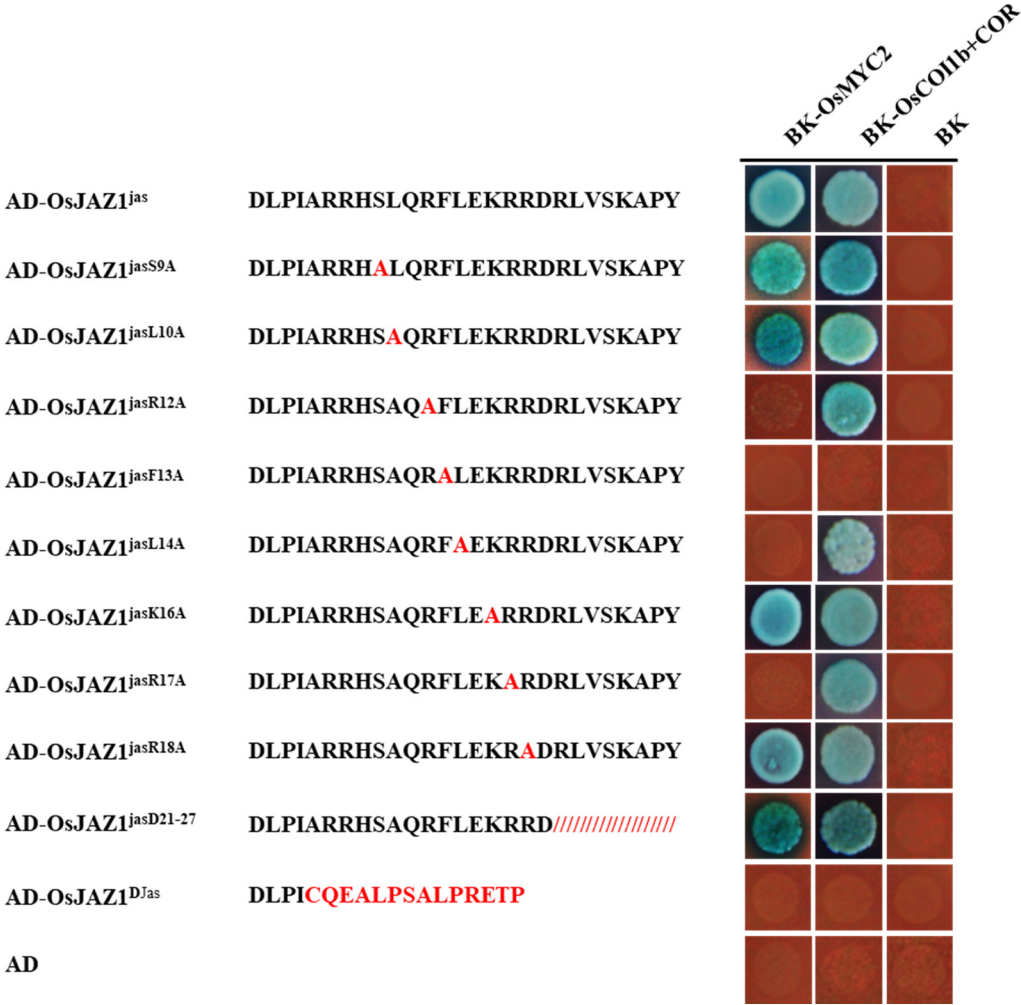 BK-OsMYC2
BK-OsCOI1b+COR
BK
AD-OsJAZ1jas DLPIARRHSLQRFLEKRRDRLVSKAPY
AD-OsJAZ1jasS9A DLPIARRHALQRFLEKRRDRLVSKAPY
AD-OsJAZ1jasL10A DLPIARRHSAQRFLEKRRDRLVSKAPY
AD-OsJAZ1jasR12A DLPIARRHSAQAFLEKRRDRLVSKAPY
AD-OsJAZ1jasF13A DLPIARRHSAQRALEKRRDRLVSKAPY
AD-OsJAZ1jasL14A DLPIARRHSAQRFAEKRRDRLVSKAPY
AD-OsJAZ1jasK16A DLPIARRHSAQRFLEARRDRLVSKAPY
AD-OsJAZ1jasR17A DLPIARRHSAQRFLEKARDRLVSKAPY
AD-OsJAZ1jasR18A DLPIARRHSAQRFLEKRADRLVSKAPY
AD-OsJAZ1jasD21-27 DLPIARRHSAQRFLEKRRD///////////////////
AD-OsJAZ1DJas DLPICQEALPSALPRETP
AD